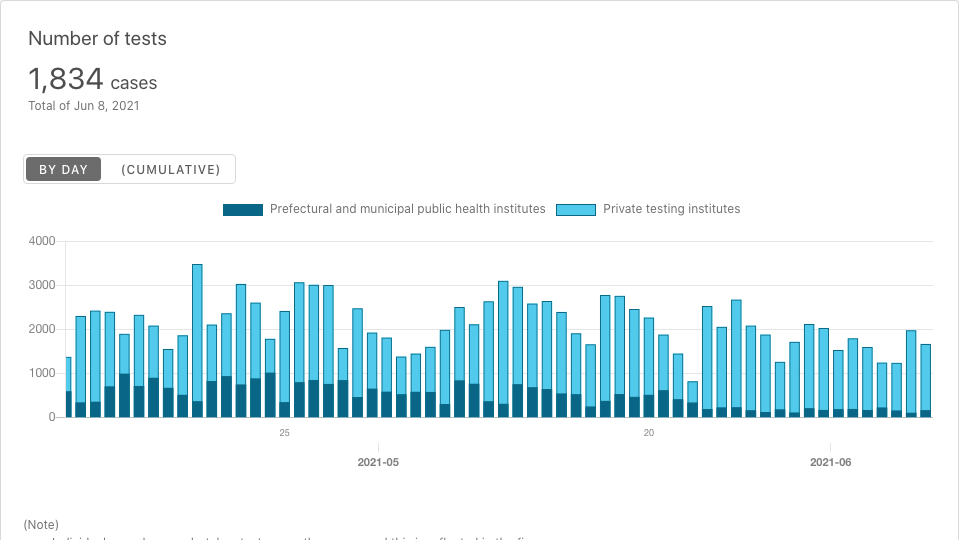 Number of tests
1,834 cases
Total of Jun 8, 2021
BY DAY (CUMULATIVE)
Prefectural and municipal public health institutes Private testing institutes
4000
3000
2000
1000
0
25 20
2021-05 2021-06
(Note)